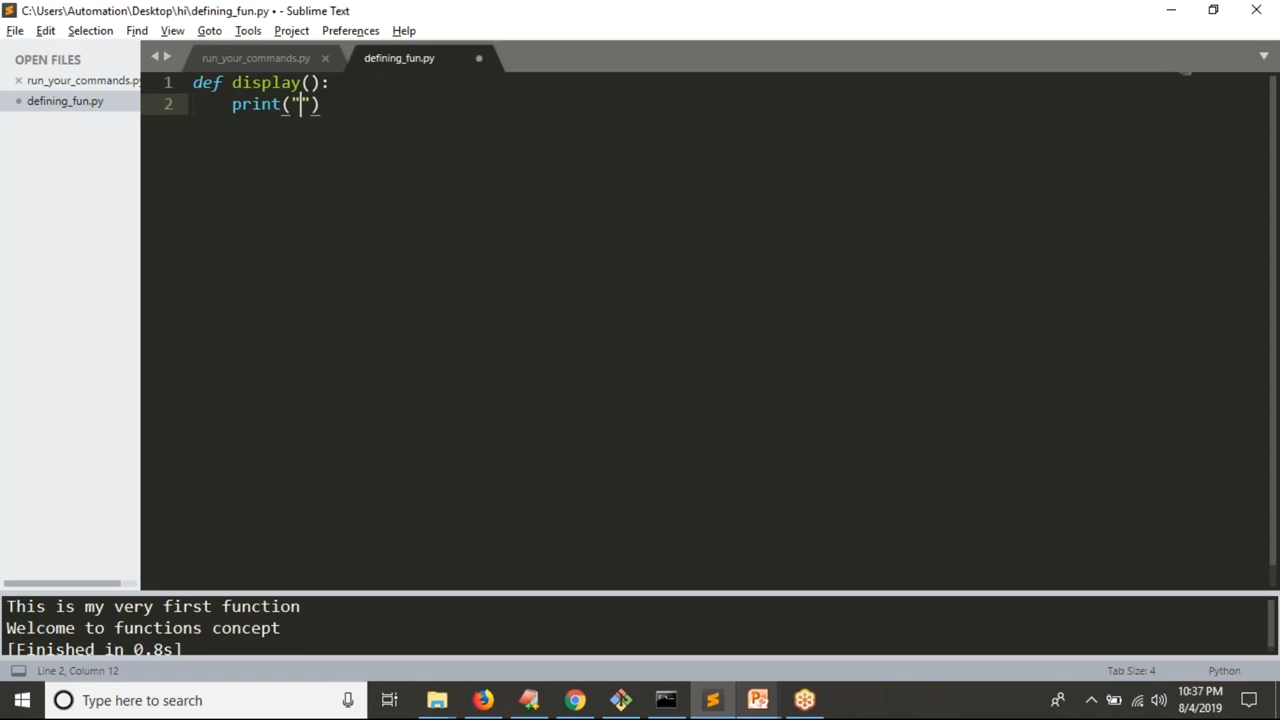 C:\Users\Automation\Desktop\hi\defining_fun.py • - Sublime Text
File Edit Selection Find View Goto Tools Project Preferences Help
OPEN FILES
run_your_commands.py
defining_fun.py
run_your_commands.py
defining_fun.py
1 def display():
2 print("")
This is my very first function
Welcome to functions concept
[Finished in 0.8s]
Line 2, Column 12
Tab Size: 4
Python
Type here to search
10:37 PM
8/4/2019